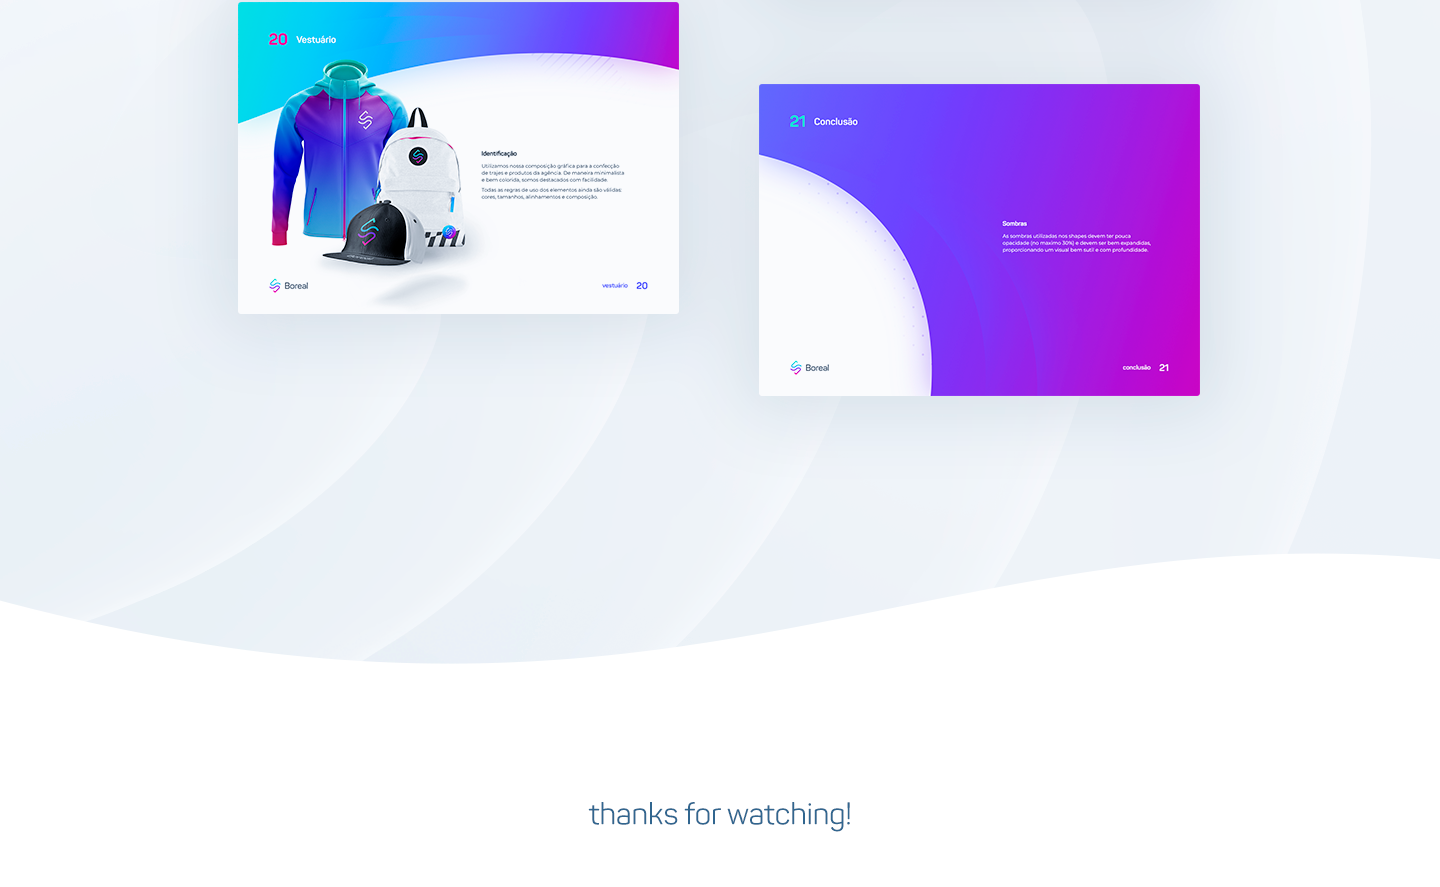 20 Vestuário
Identificação
Utilizamos nossa composição gráfica para a confecção
de trajes e produtos da agência. De maneira minimalista
e bem colorida, somos destacados com facilidade.
Todas as regras de uso dos elementos ainda são válidas:
cores, tamanhos, alinhamentos e composição.
Boreal
vestuário 20
21 Conclusão
Sombras
As sombras utilizadas nos shapes devem ter pouca
opacidade (no maximo 30%) e devem ser bem expandidas,
proporcionando um visual bem sutil e com profundidade.
Boreal
conclusão 21
thanks for watching!